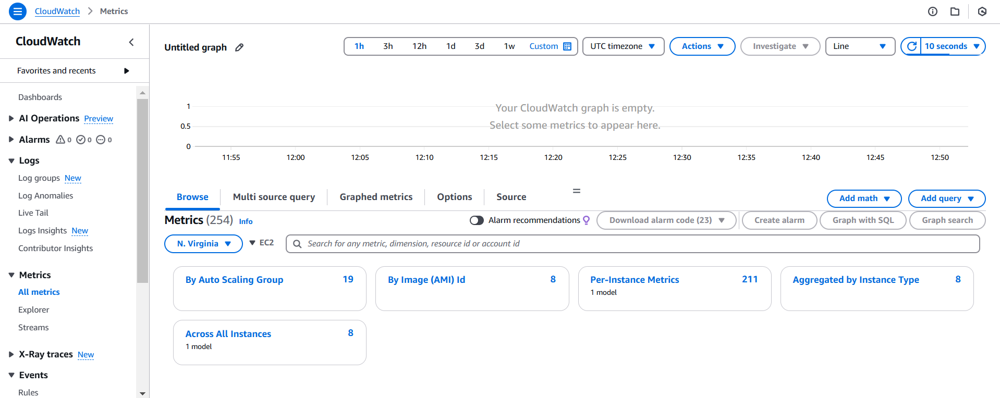 CloudWatch > Metrics
CloudWatch
Favorites and recents
Dashboards
AI Operations Preview
Alarms 0 0 0
Logs
Log groups New
Log Anomalies
Live Tail
Logs Insights New
Contributor Insights
Metrics
All metrics
Explorer
Streams
X-Ray traces New
Events
Rules
Untitled graph
1h 3h 12h 1d 3d 1w Custom UTC timezone Actions Investigate Line 10 seconds
1
0.5
0
Your CloudWatch graph is empty.
Select some metrics to appear here.
11:55 12:00 12:05 12:10 12:15 12:20 12:25 12:30 12:35 12:40 12:45 12:50
Browse Multi source query Graphed metrics Options Source Add math Add query
Metrics (254) Info Alarm recommendations Download alarm code (23) Create alarm Graph with SQL Graph search
N. Virginia EC2 Search for any metric, dimension, resource id or account id
By Auto Scaling Group 19
By Image (AMI) Id 8
Per-Instance Metrics 211
1 model
Aggregated by Instance Type 8
Across All Instances 8
1 model